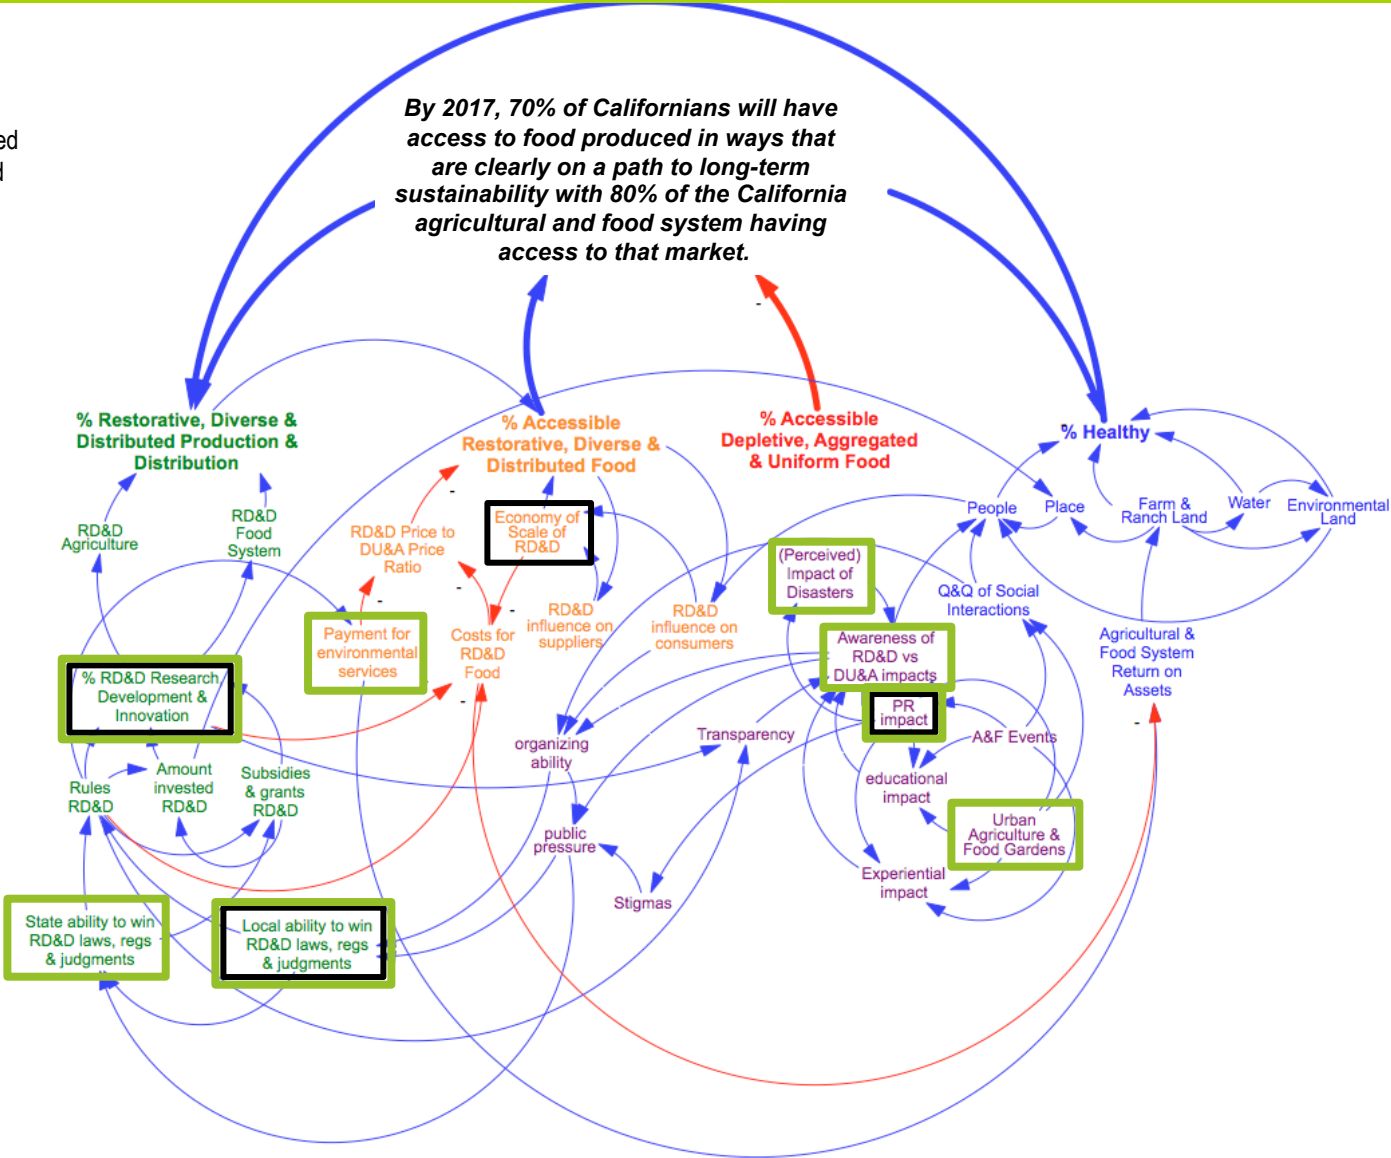 ed
By 2017, 70% of Californians will have
access to food produced in ways that
are clearly on a path to long-term
sustainability with 80% of the California
agricultural and food system having
access to that market.
-
% Restorative, Diverse &
Distributed Production &
Distribution
% Accessible
Restorative, Diverse &
Distributed Food
% Accessible
Depletive, Aggregated
& Uniform Food
% Healthy
RD&D
Agriculture
RD&D
Food
System
RD&D Price to
DU&A Price
Ratio
-
Economy of
Scale of
RD&D
(Perceived)
Impact of
Disasters
People
Place
Farm &
Ranch Land
Water
Environmental
Land
Payment for
environmental
services
-
Costs for
RD&D
Food
-
-
-
RD&D
influence on
suppliers
RD&D
influence on
consumers
Q&Q of Social
Interactions
Awareness of
RD&D vs
DU&A impacts
Agricultural &
Food System
Return on
Assets
-
% RD&D Research,
Development &
Innovation
PR
impact
organizing
ability
Transparency
A&F Events
Rules
RD&D
Amount
invested
RD&D
Subsidies
& grants
RD&D
educational
impact
public
pressure
Urban
Agriculture &
Food Gardens
Stigmas
Experiential
impact
State ability to win
RD&D laws, regs
& judgments
Local ability to win
RD&D laws, regs
& judgments